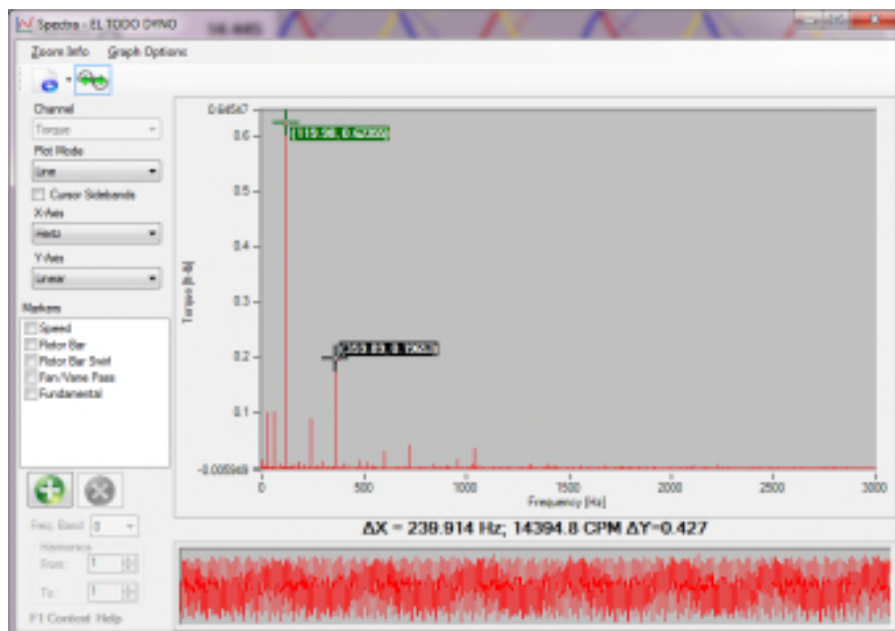 Spectra - EL TODO DYNO
Zoom Info Graph Options
Channel
Torque
Plot Mode
Line
Cursor Sidebands
X-Axis
Hertz
Y-Axis
Linear
Markers
Speed
Rotor Bar
Rotor Bar Swirl
Fan/Vane Pass
Fundamental
Freq. Band 0
Harmonics
From: 1
To: 1
F1 Context Help
Torque [ft-lb]
0.6
0.5
0.4
0.3
0.2
0.1
0 500 1000 1500 2000 2500 3000
Frequency [Hz]
ΔX = 239.914 Hz; 14394.8 CPM ΔY=0.427